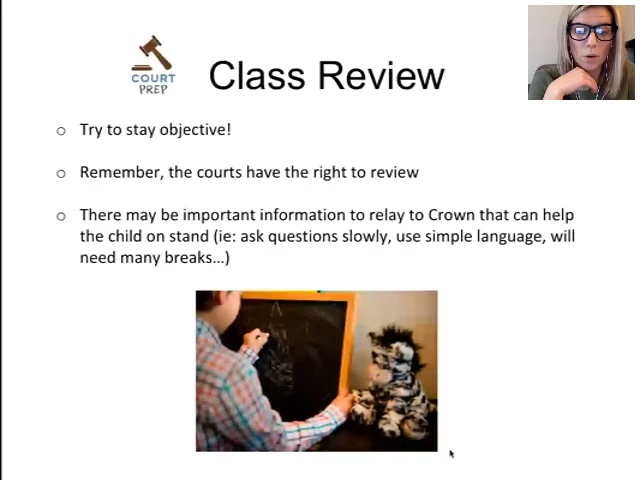 COURT
PREP
Class Review
o Try to stay objective!
o Remember, the courts have the right to review
o There may be important information to relay to Crown that can help
the child on stand (ie: ask questions slowly, use simple language, will
need many breaks...)